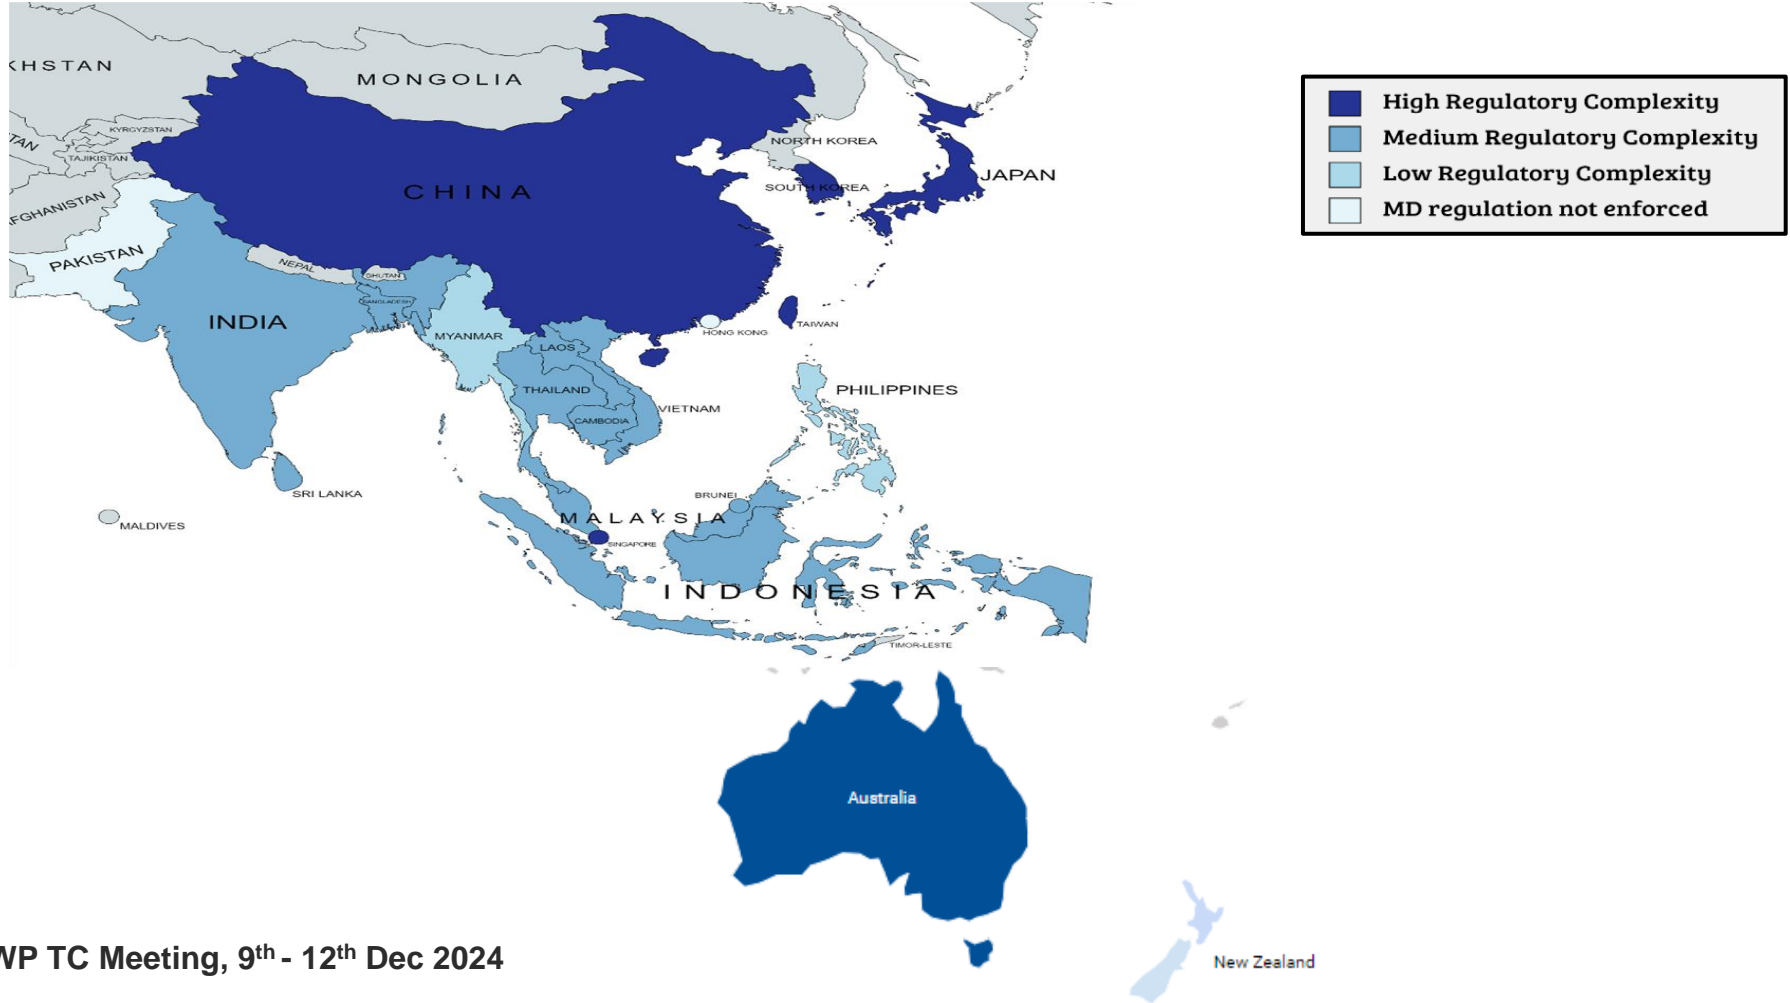 KHSTAN
MONGOLIA
KYRGYZSTAN
TAN
TAJIKISTAN
NORTH KOREA
JAPAN
CHINA
SOUTH KOREA
AFGHANISTAN
PAKISTAN
NEPAL
BHUTAN
BANGLADESH
INDIA
MYANMAR
HONG KONG
TAIWAN
LAOS
THAILAND
PHILIPPINES
VIETNAM
CAMBODIA
SRI LANKA
BRUNEI
MALDIVES
MALAYSIA
SINGAPORE
INDONESIA
TIMOR-LESTE
High Regulatory Complexity
Medium Regulatory Complexity
Low Regulatory Complexity
MD regulation not enforced
Australia
New Zealand
WP TC Meeting, 9th - 12th Dec 2024